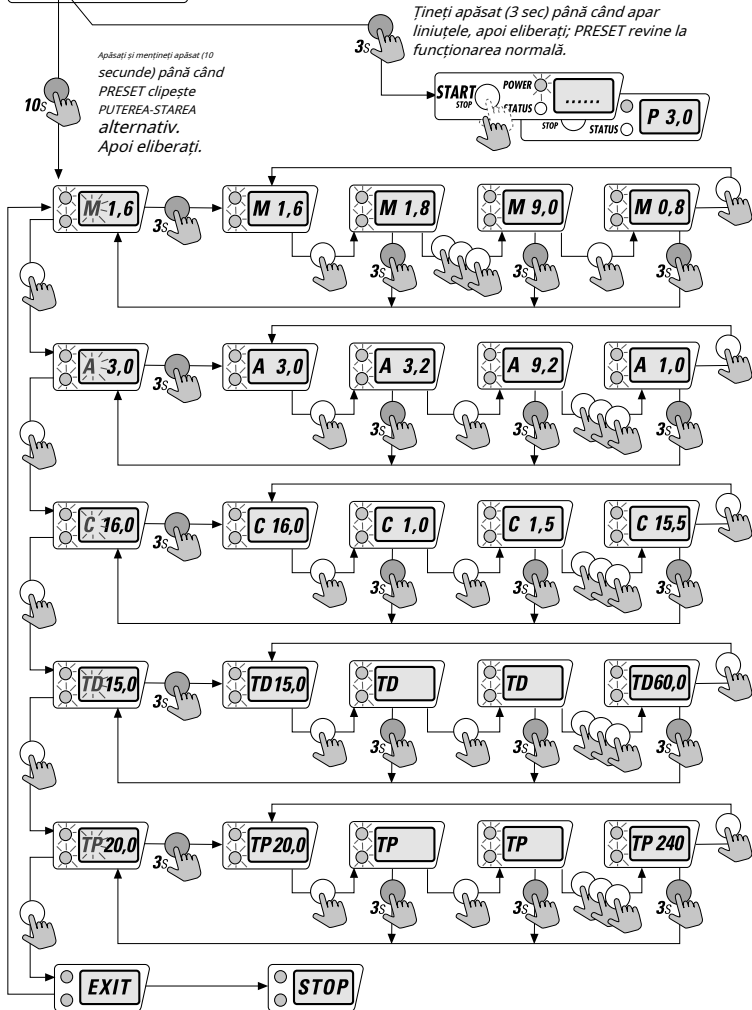 Țineți apăsat (3 sec) până când apar
liniuțele, apoi eliberați; PRESET revine la
funcționarea normală.
3s
Apăsați și mențineți apăsat (10
secunde) până când
PRESET clipește
PUTEREA-STAREA
alternativ.
Apoi eliberați.
10s
START
STOP
POWER
STATUS
......
STOP
STATUS
P 3,0
M 1,6
3s
M 1,6
M 1,8
M 9,0
M 0,8
3s
3s
3s
A 3,0
3s
A 3,0
A 3,2
A 9,2
A 1,0
3s
3s
3s
C 16,0
3s
C 16,0
C 1,0
C 1,5
C 15,5
3s
3s
3s
TD 15,0
3s
TD 15,0
TD
TD
TD60,0
3s
3s
3s
TP 20,0
3s
TP 20,0
TP
TP
TP 240
3s
3s
3s
EXIT
STOP